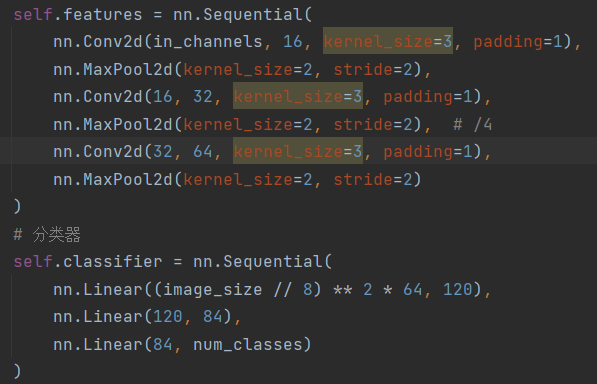 self.features = nn.Sequential(
    nn.Conv2d(in_channels, 16, kernel_size=3, padding=1),
    nn.MaxPool2d(kernel_size=2, stride=2),
    nn.Conv2d(16, 32, kernel_size=3, padding=1),
    nn.MaxPool2d(kernel_size=2, stride=2),  # /4
    nn.Conv2d(32, 64, kernel_size=3, padding=1),
    nn.MaxPool2d(kernel_size=2, stride=2)
)
# 分类器
self.classifier = nn.Sequential(
    nn.Linear((image_size // 8) ** 2 * 64, 120),
    nn.Linear(120, 84),
    nn.Linear(84, num_classes)
)